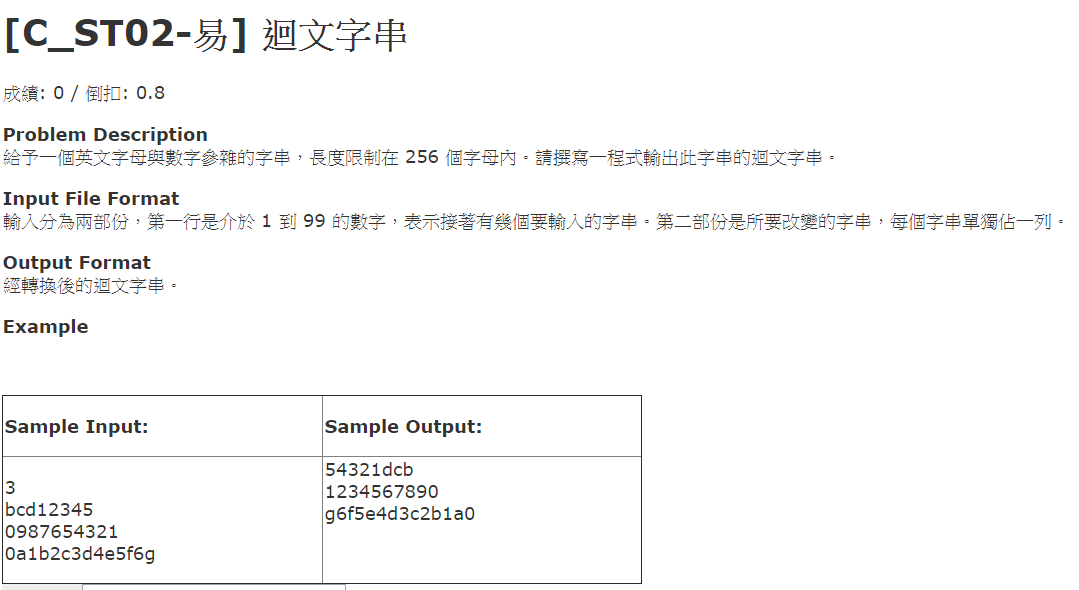 [C_ST02-易] 迴文字串
成績: 0 / 倒扣: 0.8
Problem Description
給予一個英文字母與數字參雜的字串，長度限制在 256 個字母內。請撰寫一程式輸出此字串的迴文字串。
Input File Format
輸入分為兩部份，第一行是介於 1 到 99 的數字，表示接著有幾個要輸入的字串。第二部份是所要改變的字串，每個字串單獨佔一列。
Output Format
經轉換後的迴文字串。
Example
Sample Input:
3
bcd12345
0987654321
0a1b2c3d4e5f6g
Sample Output:
54321dcb
1234567890
g6f5e4d3c2b1a0